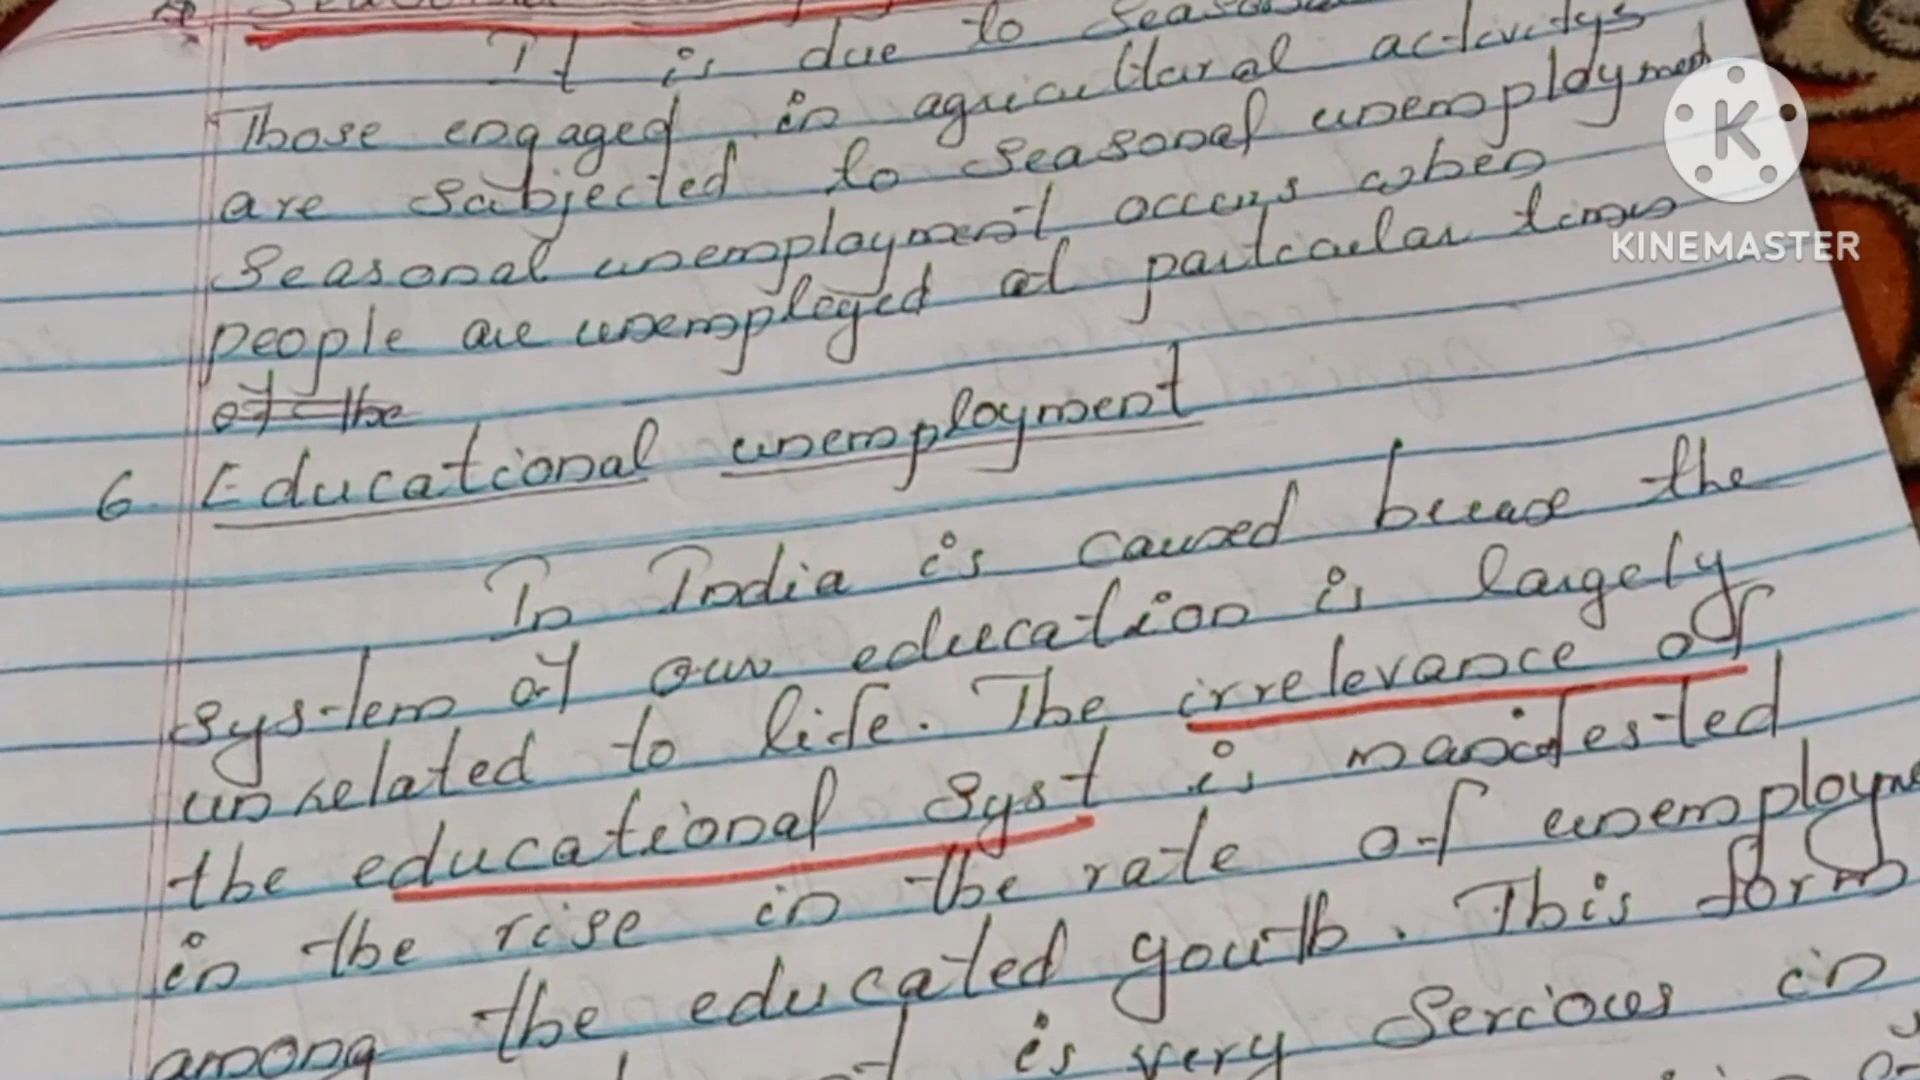 It is due to
Those engaged in agricultural activitys
are subjected to seasonal unemployment
Seasonal unemployment occurs when
people are unemployed at particular times
of the
6. Educational unemployment
In India is caused becuase the
system of our education is largely
unrelated to life. The irrelevance of
the educational syst is manifested
in the rise in the rate of unemployme
among the educated youth. This form
is very serious in
K
KINEMASTER